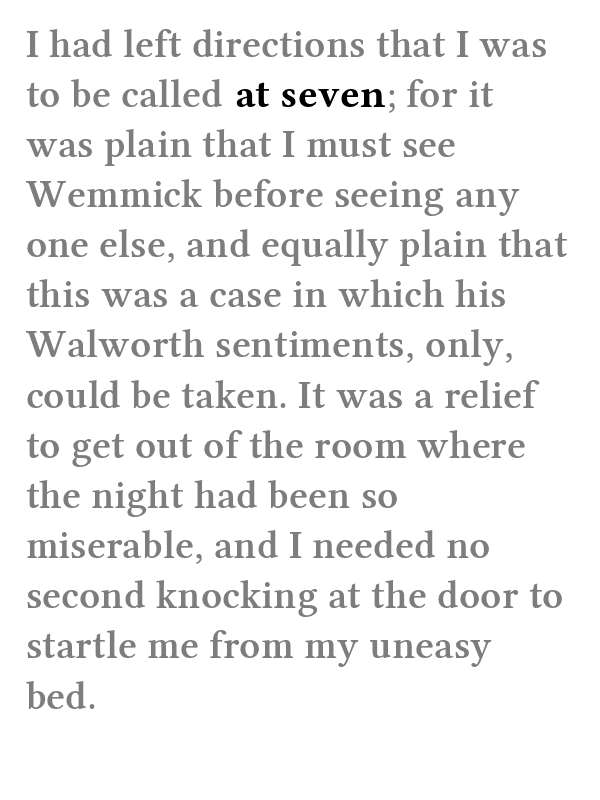 I had left directions that I was
to be called at seven; for it
was plain that I must see
Wemmick before seeing any
one else, and equally plain that
this was a case in which his
Walworth sentiments, only,
could be taken. It was a relief
to get out of the room where
the night had been so
miserable, and I needed no
second knocking at the door to
startle me from my uneasy
bed.